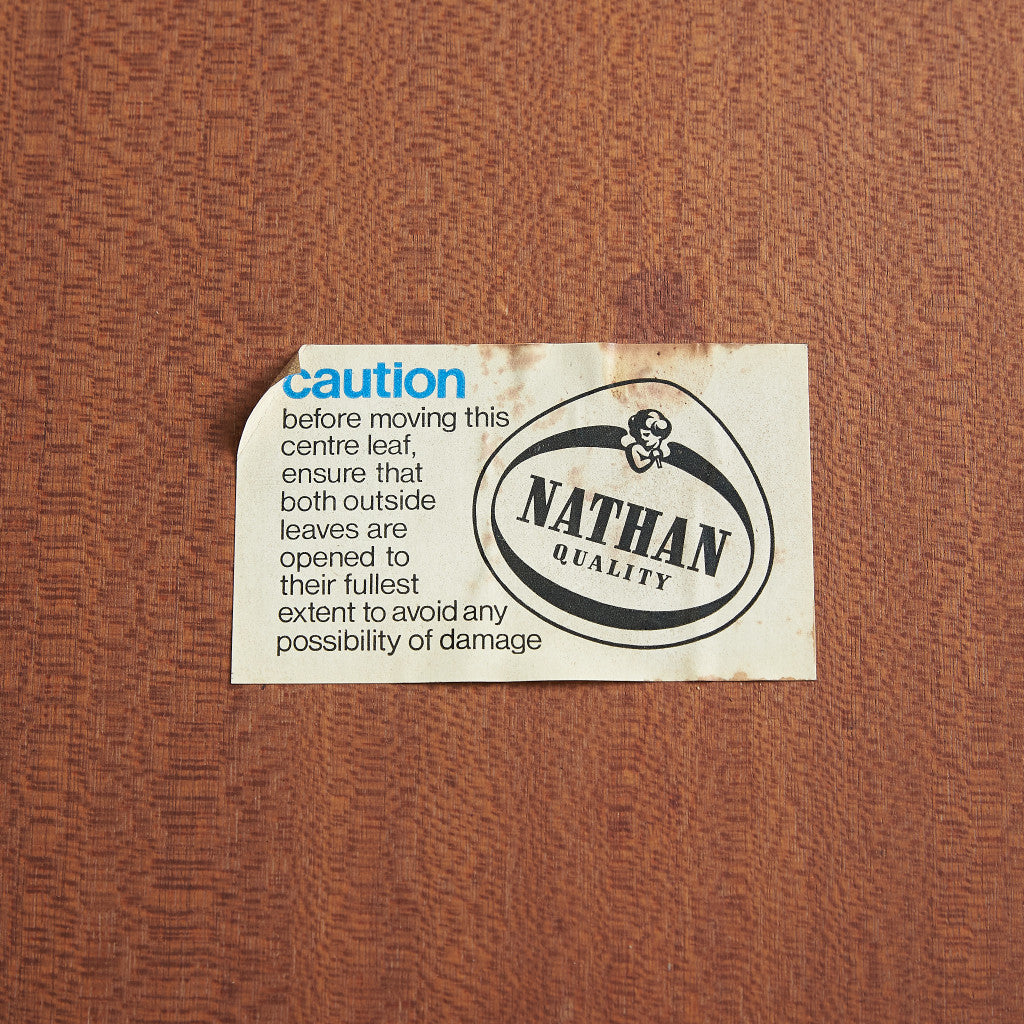 caution
before moving this
centre leaf,
ensure that
both outside
leaves are
opened to
their fullest
extent to avoid any
possibility of damage
NATHAN
QUALITY